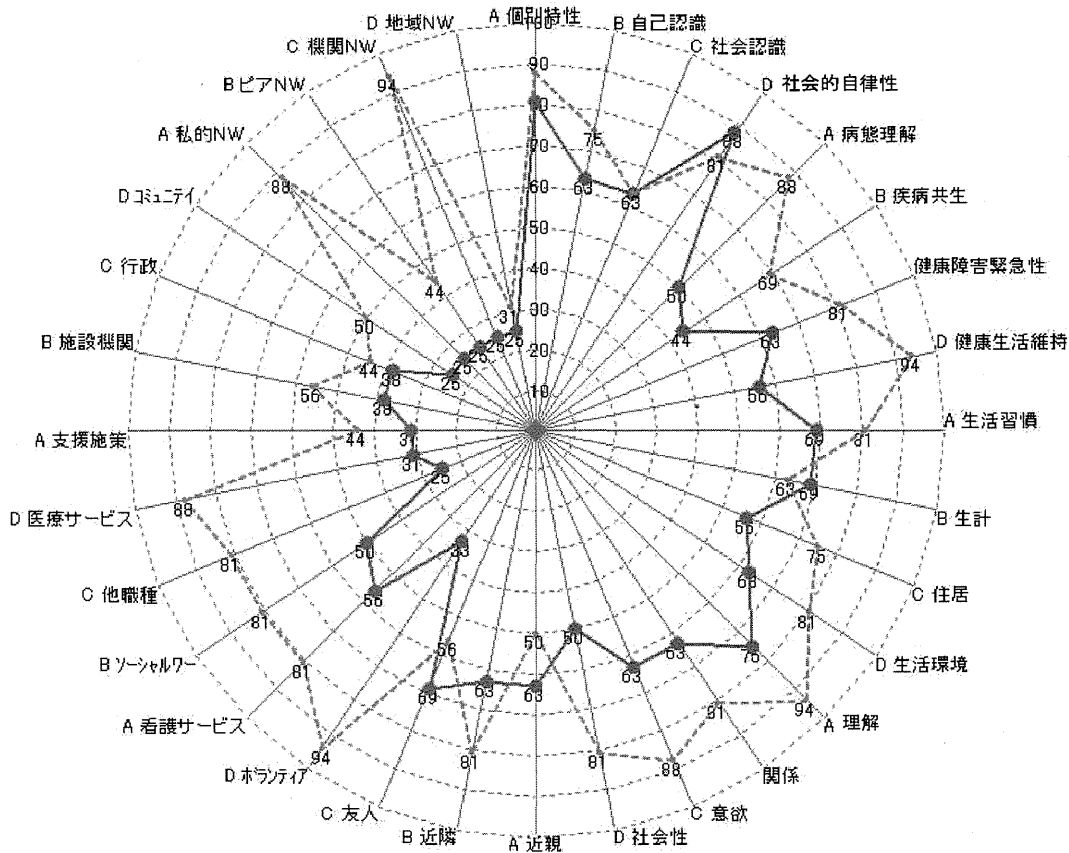 A 個別特性
B 自己認識
C 社会認識
D 社会的自律性
A 病態理解
B 疾病共生
健康障害緊急性
D 健康生活維持
A 生活習慣
B 生計
C 住居
D 生活環境
A 理解
関係
C 意欲
D 社会性
A 近親
B 近隣
C 友人
D ボランティア
A 看護サービス
B ソーシャルワー
C 他職種
D 医療サービス
A 支援施策
B 施設機関
C 行政
D コミュニテイ
A 私的NW
B ピアNW
C 機関NW
D 地域NW
100
90
80
70
60
50
40
30
20
10
75
63
63
81
88
50
88
44
69
63
81
56
94
69
81
63
69
75
81
75
94
63
63
88
50
81
50
63
81
69
56
94
33
56
81
50
81
25
81
31
88
31
44
38
56
38
44
25
50
25
88
25
44
25
94
25
31